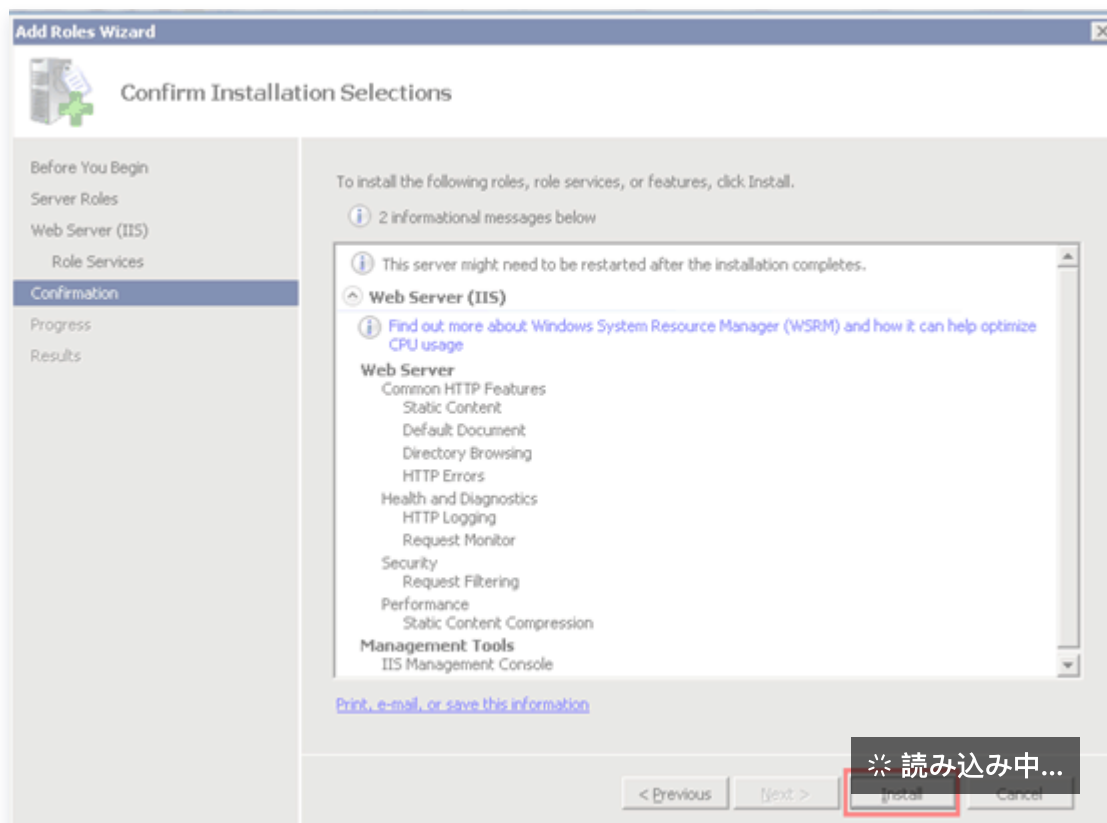 Add Roles Wizard
Confirm Installation Selections
Before You Begin
Server Roles
Web Server (IIS)
Role Services
Confirmation
Progress
Results
To install the following roles, role services, or features, click Install.
2 informational messages below
This server might need to be restarted after the installation completes.
Web Server (IIS)
Find out more about Windows System Resource Manager (WSRM) and how it can help optimize
CPU usage
Web Server
Common HTTP Features
Static Content
Default Document
Directory Browsing
HTTP Errors
Health and Diagnostics
HTTP Logging
Request Monitor
Security
Request Filtering
Performance
Static Content Compression
Management Tools
IIS Management Console
Print, e-mail, or save this information
読み込み中...
< Previous
Next >
Install
Cancel